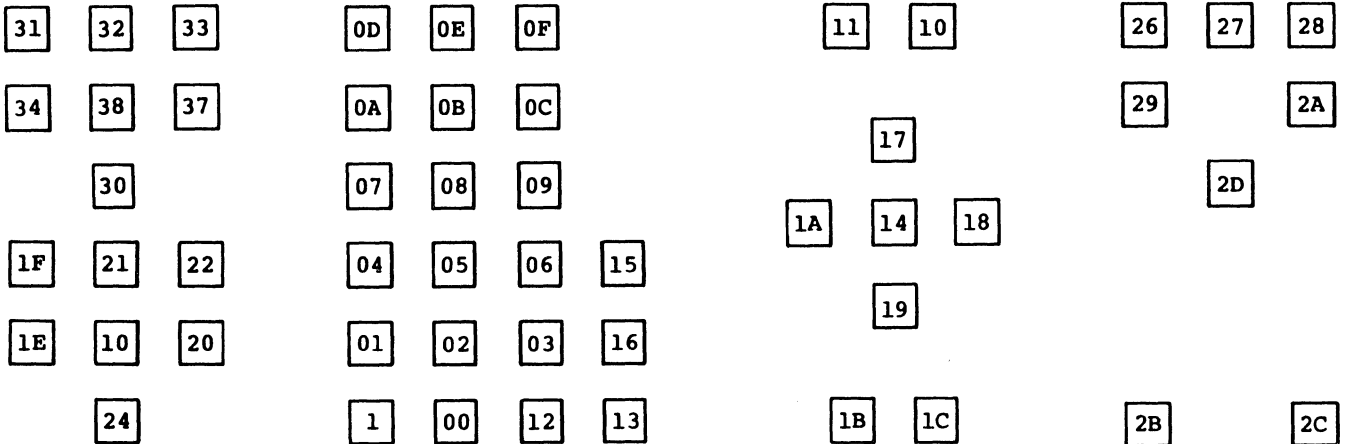 31 32 33 0D 0E 0F 11 10 26 27 28
34 38 37 0A 0B 0C 29 2A
17
30 07 08 09 2D
1A 14 18
1F 21 22 04 05 06 15
19
1E 10 20 01 02 03 16
24 1 00 12 13 1B 1C 2B 2C